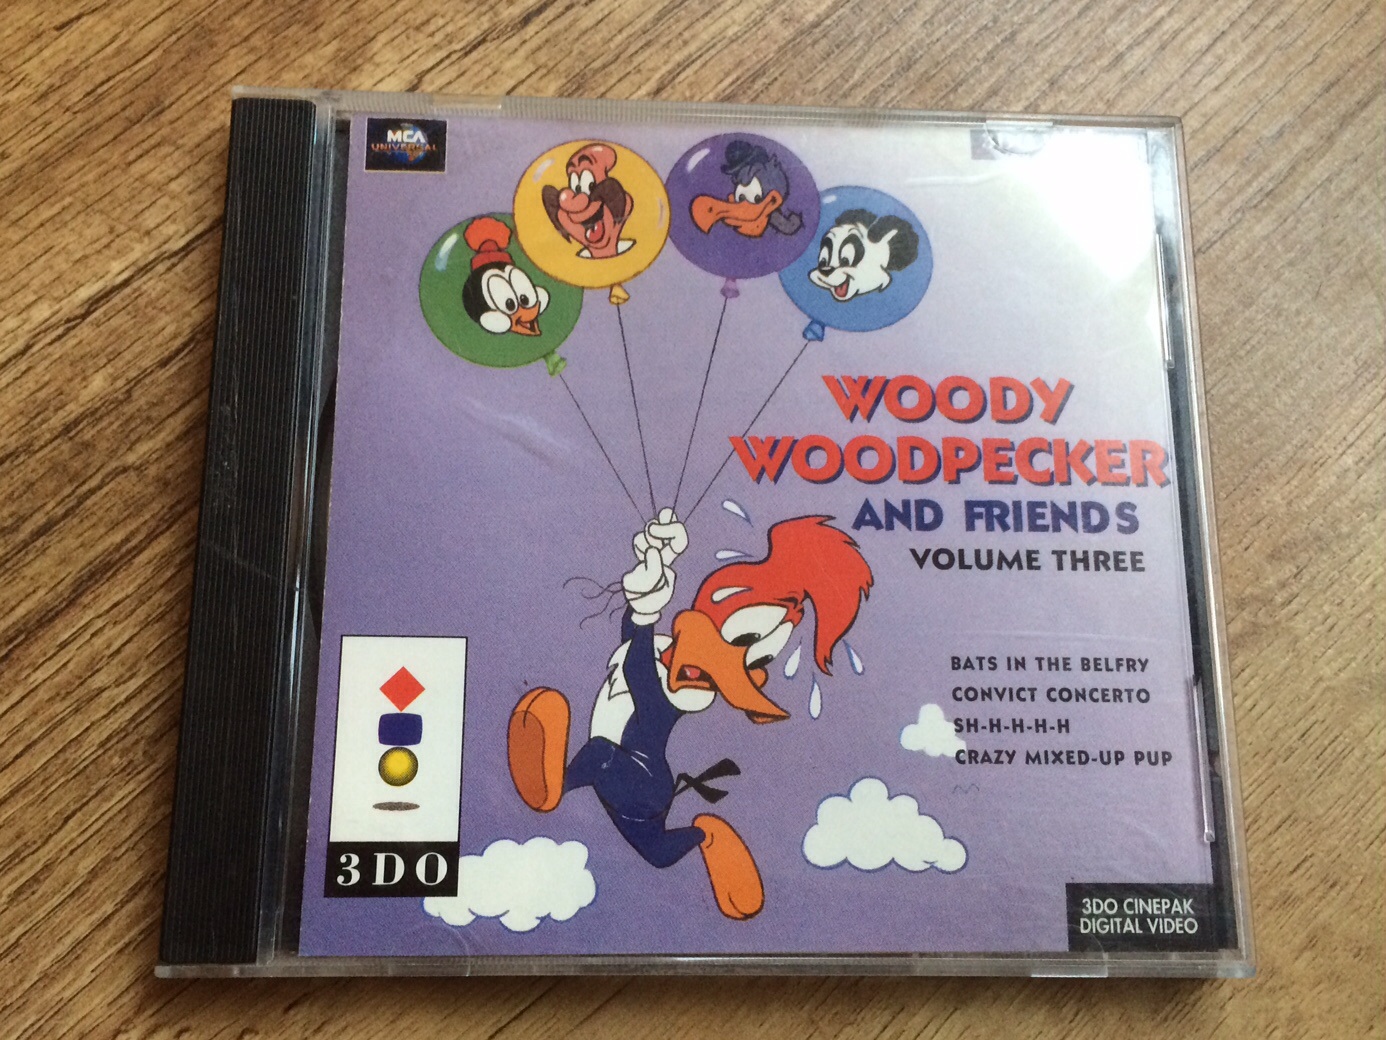 MCA
UNIVERSAL
WOODY
WOODPECKER
AND FRIENDS
VOLUME THREE
BATS IN THE BELFRY
CONVICT CONCERTO
SH-H-H-H-H
CRAZY MIXED-UP PUP
3DO
3DO CINEPAK
DIGITAL VIDEO